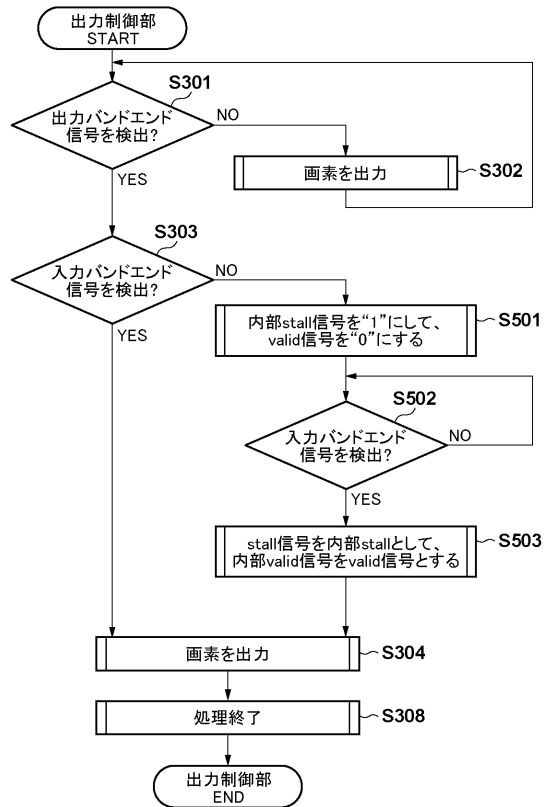 出力制御部
START
S301
出力バンドエンド
信号を検出?
NO
YES
画素を出力
S302
S303
入力バンドエンド
信号を検出?
NO
YES
内部stall信号を“1”にして、
valid信号を“0”にする
S501
S502
入力バンドエンド
信号を検出?
NO
YES
stall信号を内部stallとして、
内部valid信号をvalid信号とする
S503
画素を出力
S304
処理終了
S308
出力制御部
END